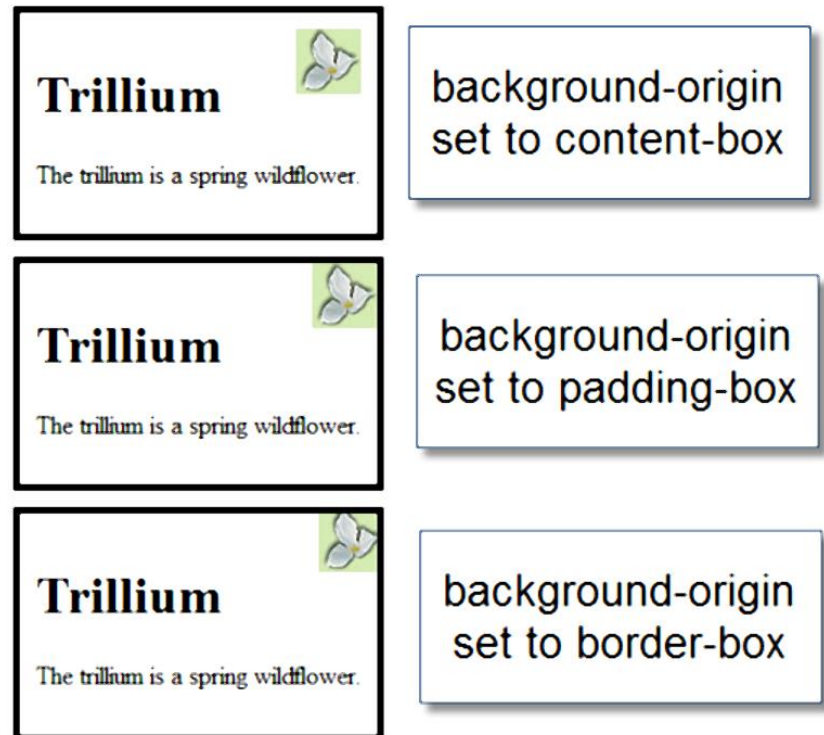 Trillium
The trillium is a spring wildflower.
background-origin
set to content-box
Trillium
The trillium is a spring wildflower.
background-origin
set to padding-box
Trillium
The trillium is a spring wildflower.
background-origin
set to border-box